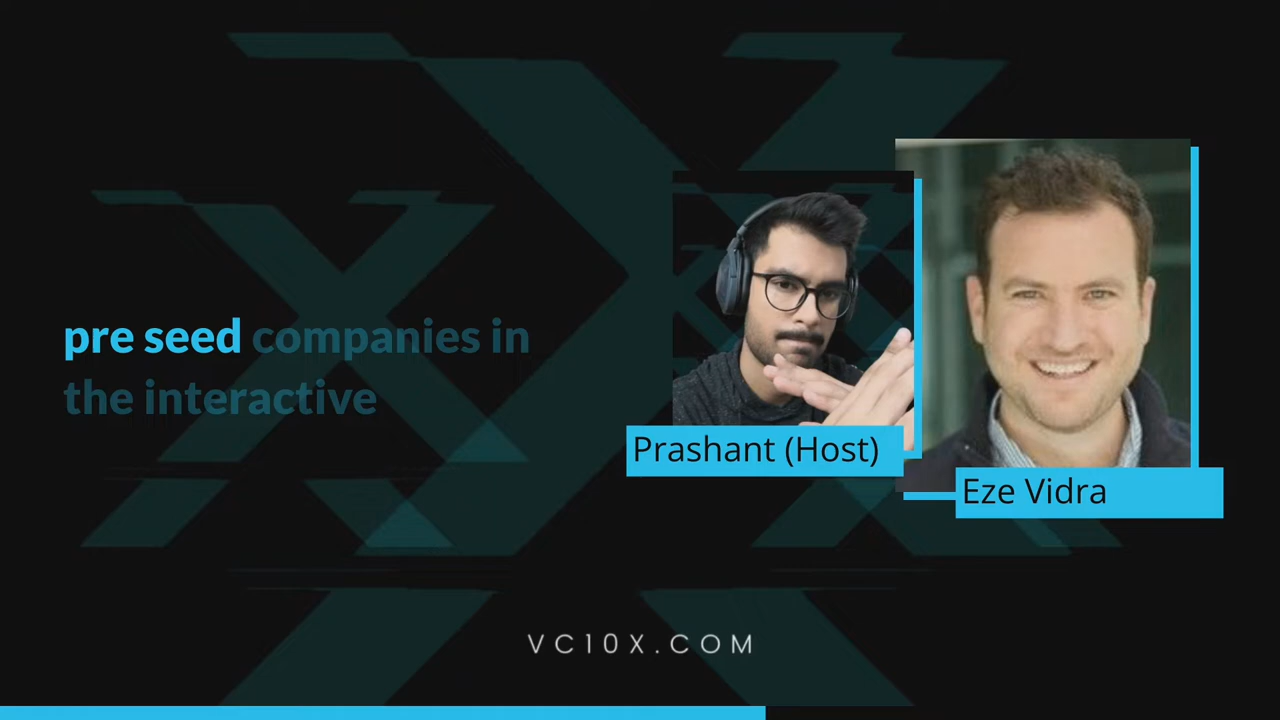 pre seed companies in
the interactive
Prashant (Host)
Eze Vidra
VC10X.COM